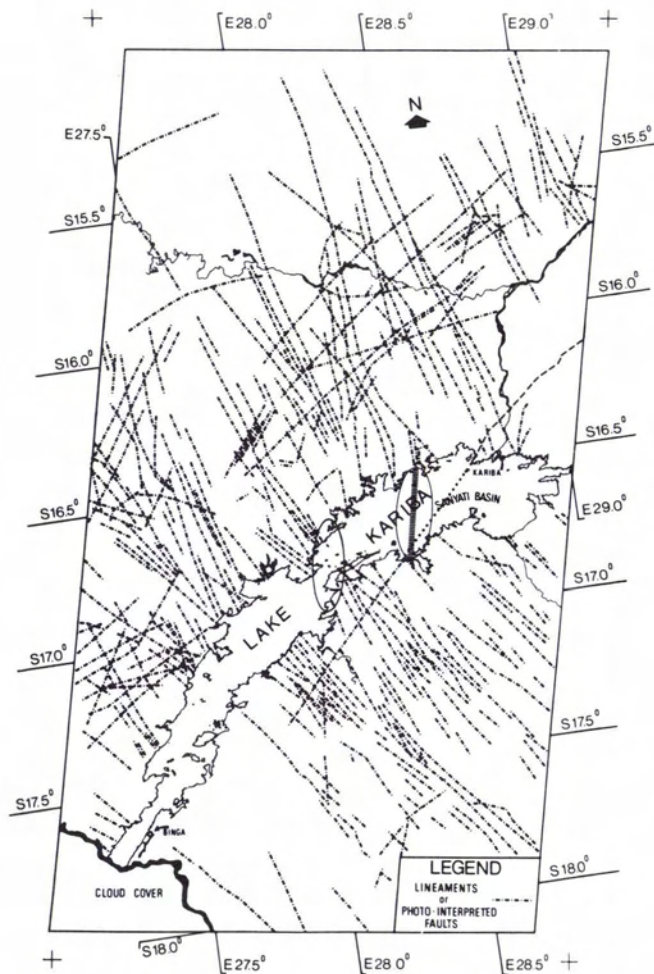 E28.0°
E28.5°
E29.0°
N
E27.5°
S15.5°
S15.5°
S16.0°
S16.0°
S16.5°
KARIBA
E29.0°
KARIBA
SANYATI BASIN
S16.5°
S17.0°
LAKE
S17.0°
S17.5°
S17.5°
LEGEND
LINEAMENTS
or
PHOTO-INTERPRETED
FAULTS
S18.0°
CLOUD COVER
S18.0°
E27.5°
E28.0°
E28.5°